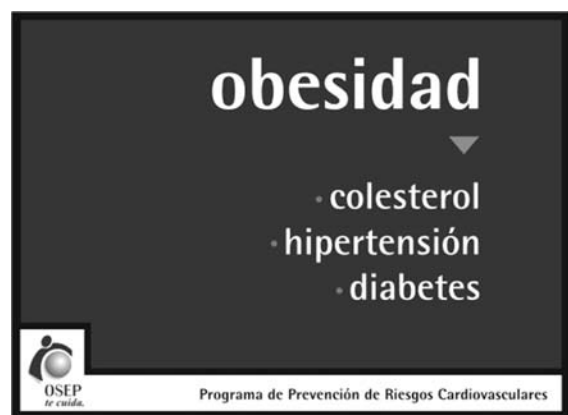 obesidad
· colesterol
· hipertensión
· diabetes
OSEP
te cuida.
Programa de Prevención de Riesgos Cardiovasculares